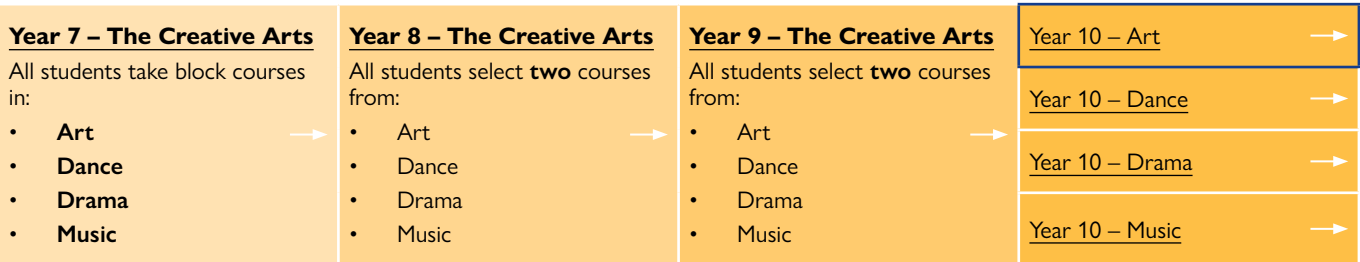 Year 7 – The Creative Arts
All students take block courses
in:
• Art
• Dance
• Drama
• Music
Year 8 – The Creative Arts
All students select two courses
from:
• Art
• Dance
• Drama
• Music
Year 9 – The Creative Arts
All students select two courses
from:
• Art
• Dance
• Drama
• Music
Year 10 – Art
Year 10 – Dance
Year 10 – Drama
Year 10 – Music